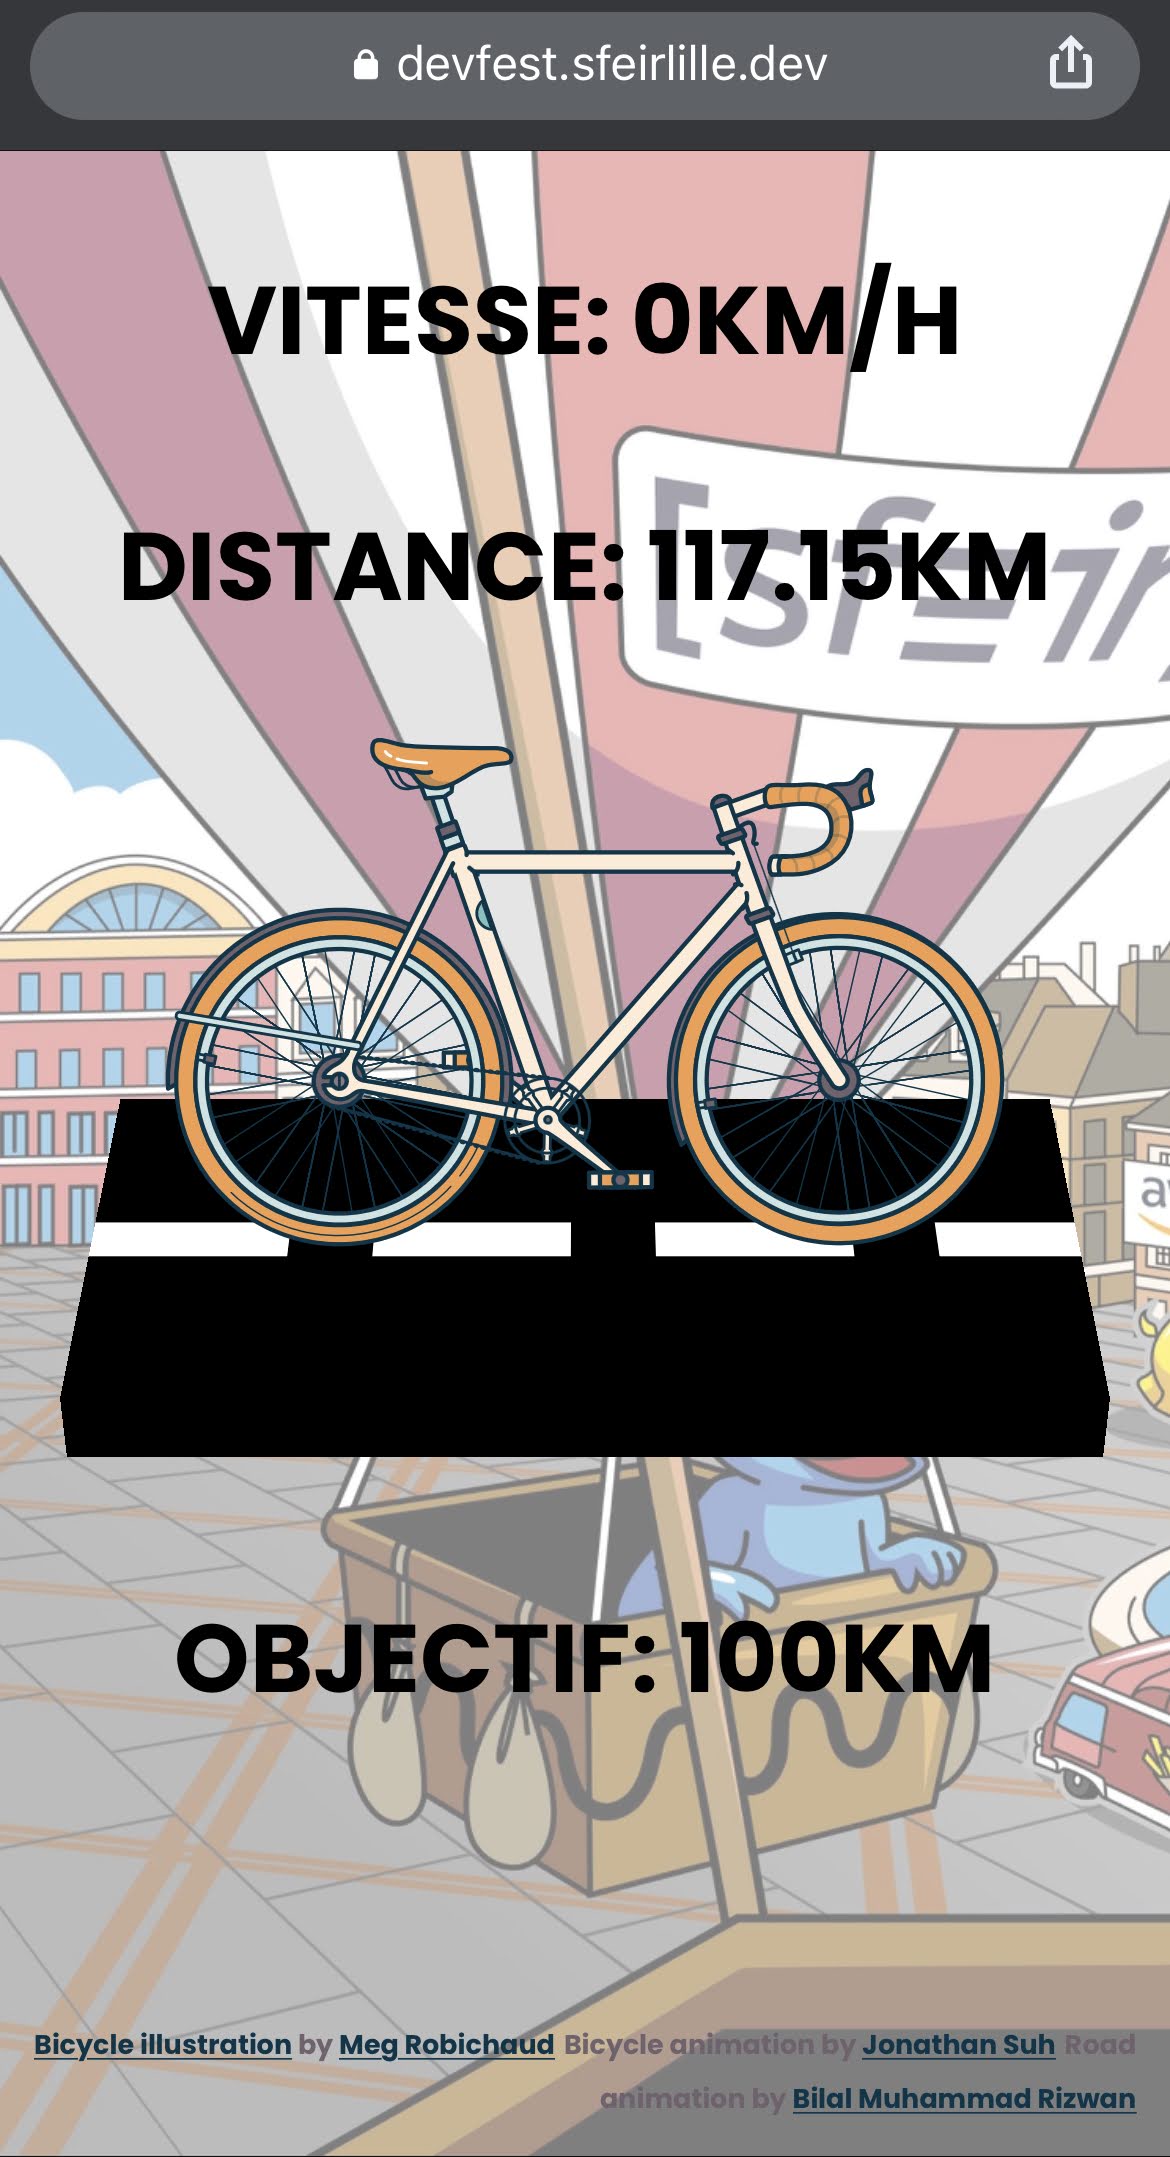 devfest.sfeirlille.dev
VITESSE: 0KM/H
[sfeir
DISTANCE: 117.15KM
OBJECTIF: 100KM
Bicycle illustration by Meg Robichaud Bicycle animation by Jonathan Suh Road
animation by Bilal Muhammad Rizwan